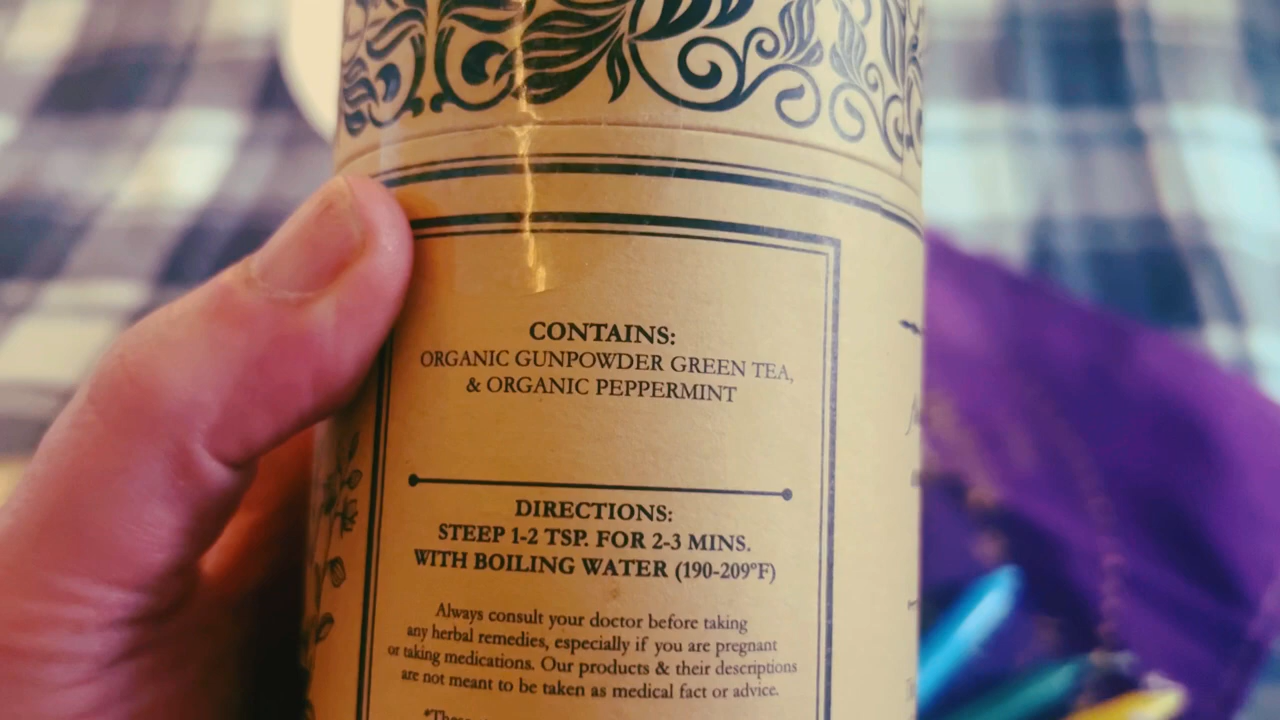 CONTAINS:
ORGANIC GUNPOWDER GREEN TEA,
& ORGANIC PEPPERMINT
DIRECTIONS:
STEEP 1-2 TSP. FOR 2-3 MINS.
WITH BOILING WATER (190-209ºF)
Always consult your doctor before taking
any herbal remedies, especially if you are pregnant
or taking medications. Our products & their descriptions
are not meant to be taken as medical fact or advice.